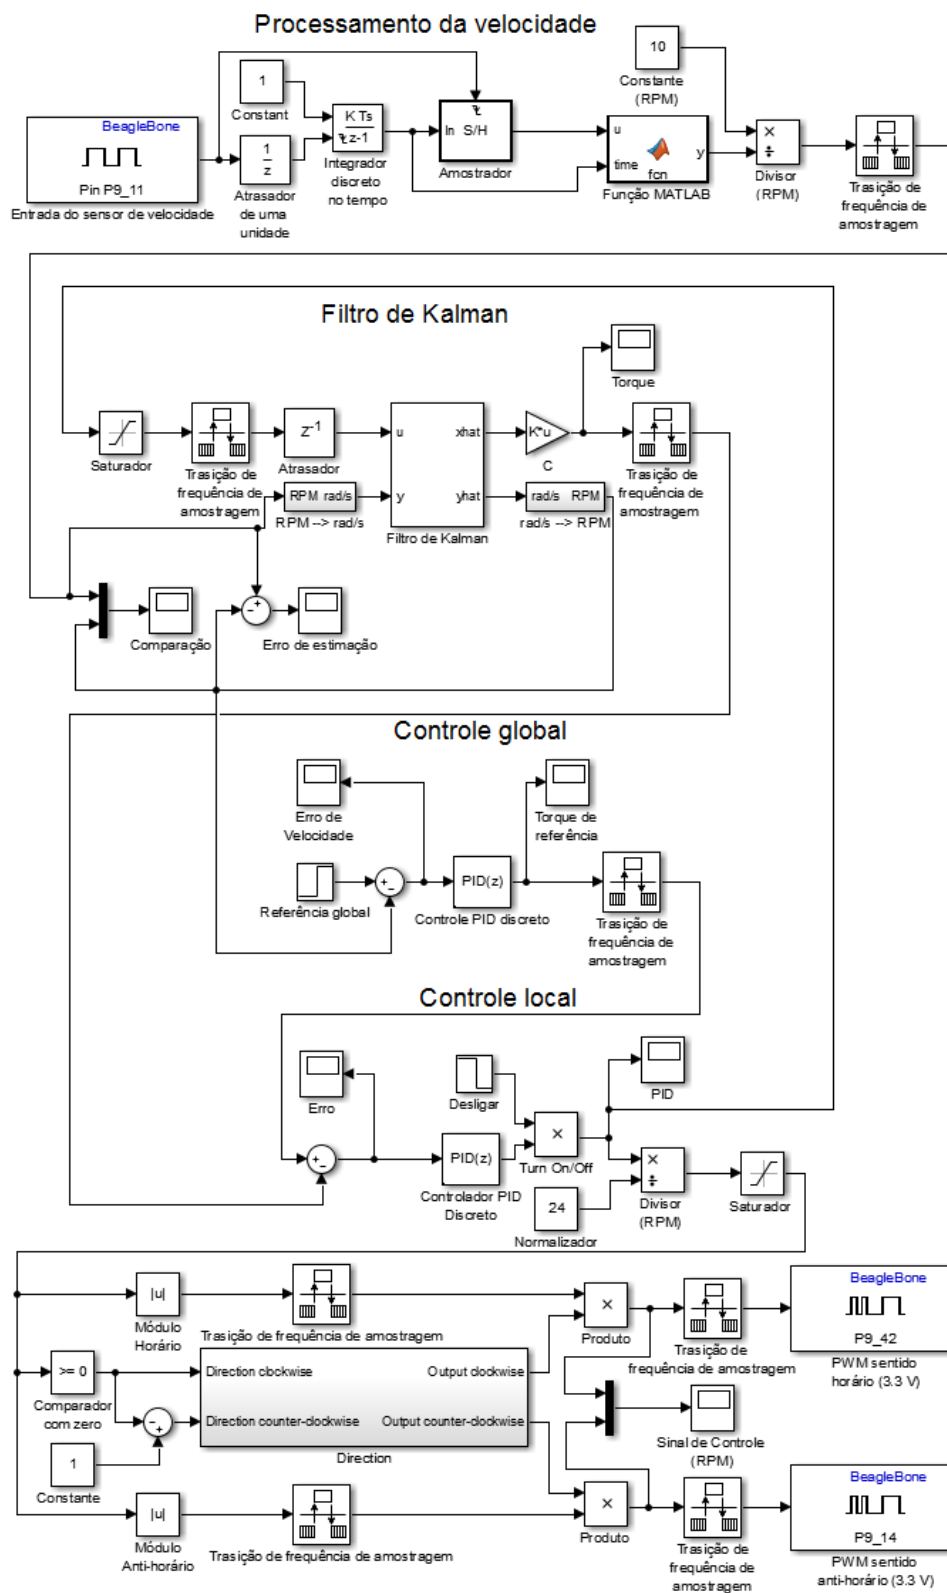 Processamento da velocidade
BeagleBone
Pin P9_11
Entrada do sensor de velocidade
1
Constant
1
z
Atrasador
de uma
unidade
K Ts
z-1
Integrador
discreto
no tempo
In S/H
Amostrador
10
Constante
(RPM)
u
time
y
fcn
Função MATLAB
×
÷
Divisor
(RPM)
Trasição de
frequência de
amostragem
Filtro de Kalman
Torque
Saturador
Trasição de
frequência de
amostragem
Z-1
Atrasador
RPM rad/s
RPM --> rad/s
u
y
xhat
yhat
Filtro de Kalman
K*u
C
rad/s RPM
rad/s --> RPM
Trasição de
frequência de
amostragem
Comparação
- +
Erro de estimação
Controle global
Erro de
Velocidade
Torque de
referência
Referência global
+ -
PID(z)
Controle PID discreto
Trasição de
frequência de
amostragem
Controle local
Erro
Desligar
PID
+ -
PID(z)
Controlador PID
Discreto
×
Turn On/Off
24
Normalizador
×
÷
Divisor
(RPM)
Saturador
|u|
Módulo
Horário
Trasição de frequência de amostragem
×
Produto
Trasição de
frequência de amostragem
BeagleBone
P9_42
PWM sentido
horário (3.3 V)
>= 0
Comparador
com zero
- +
1
Constante
Direction clockwise
Output clockwise
Direction counter-clockwise
Output counter-clockwise
Direction
Sinal de Controle
(RPM)
|u|
Módulo
Anti-horário
Trasição de frequência de amostragem
×
Produto
Trasição de
frequência de
amostragem
BeagleBone
P9_14
PWM sentido
anti-horário (3.3 V)